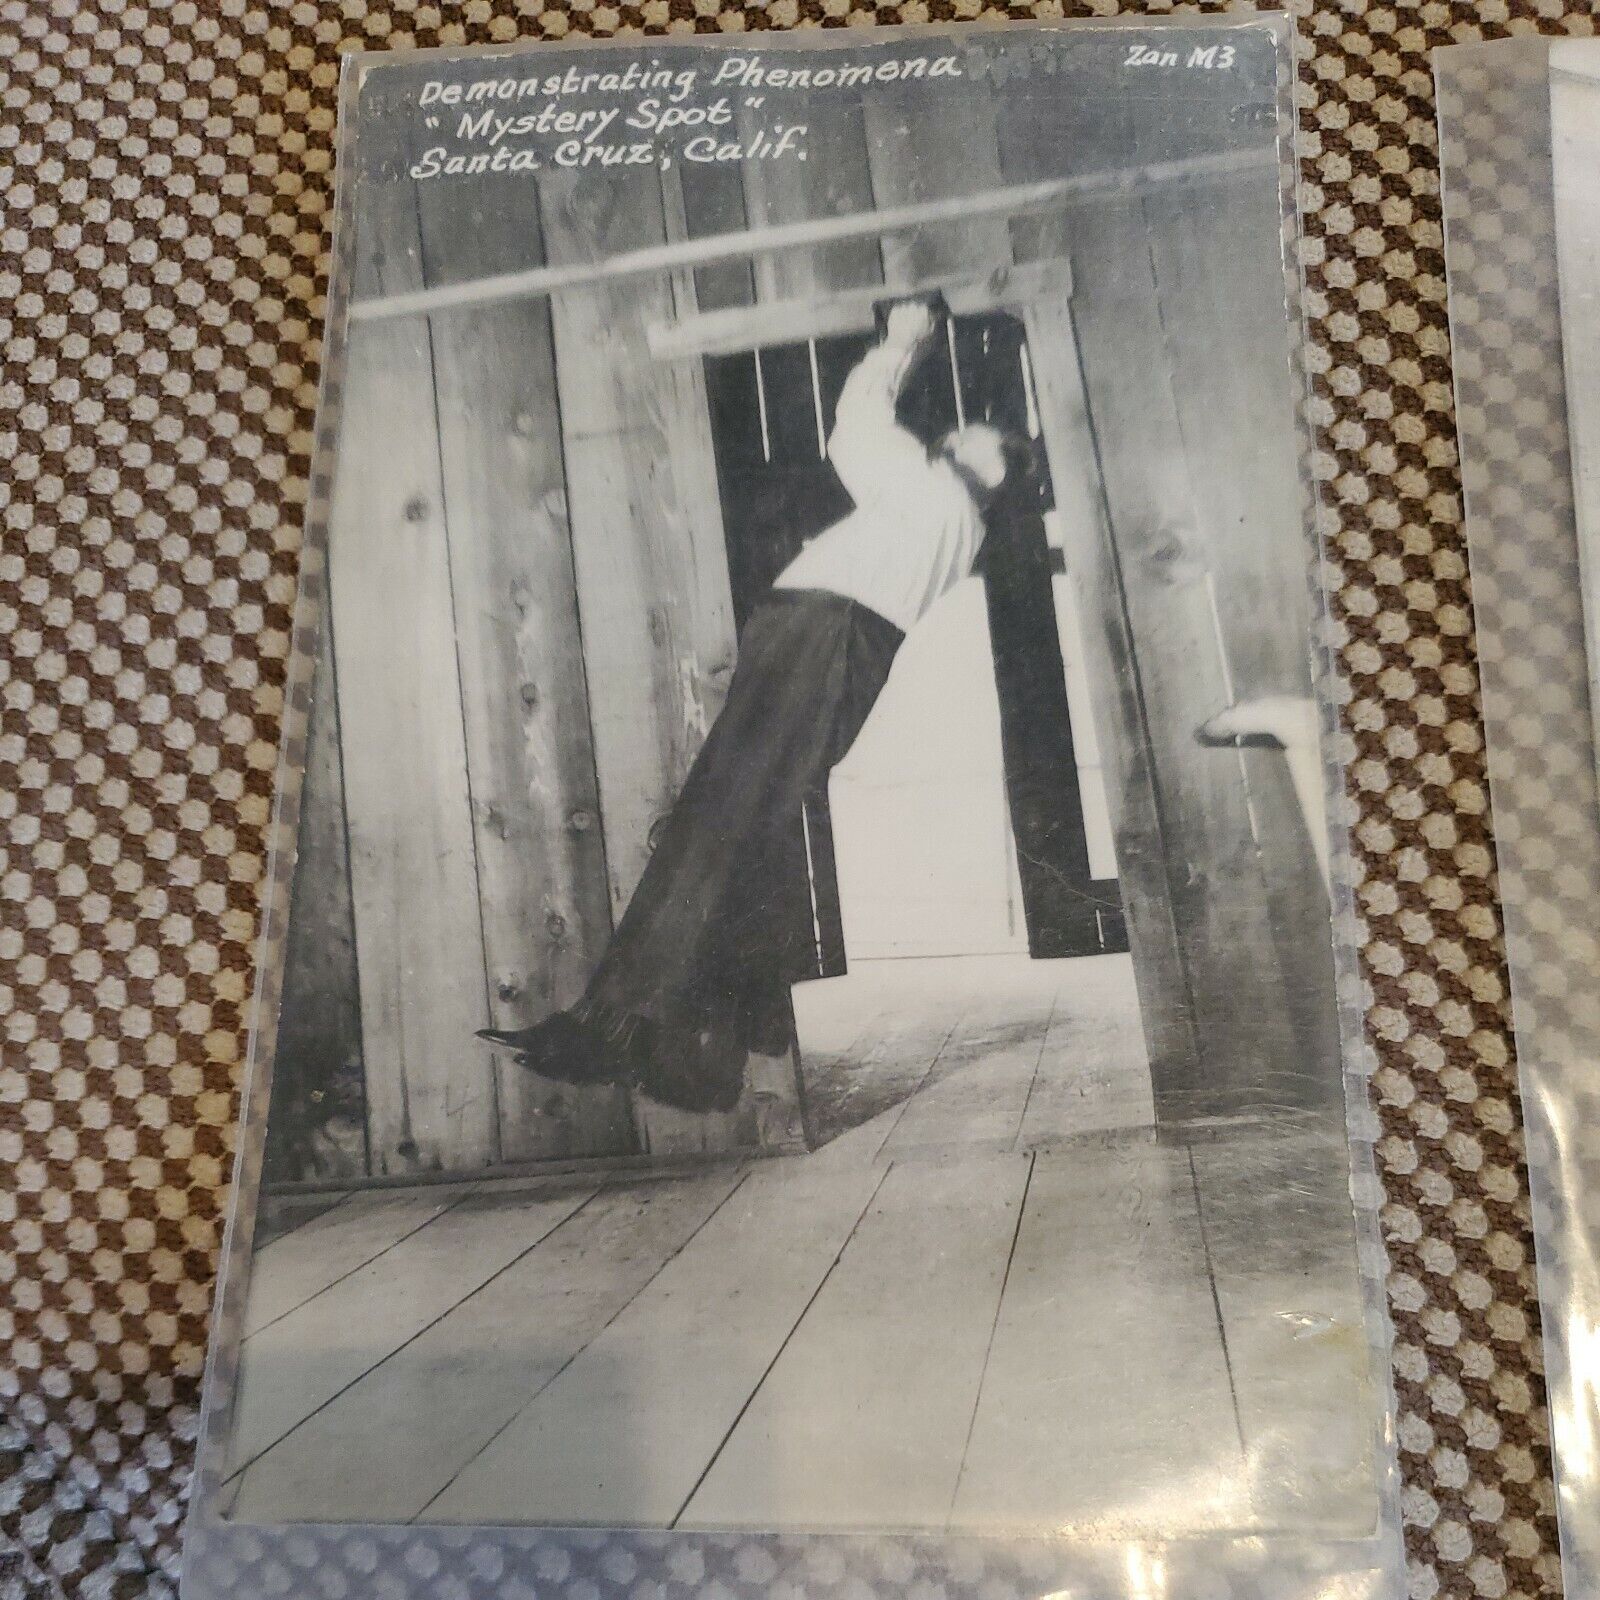 Demonstrating Phenomena
"Mystery Spot"
Santa Cruz, Calif.
Zan M3